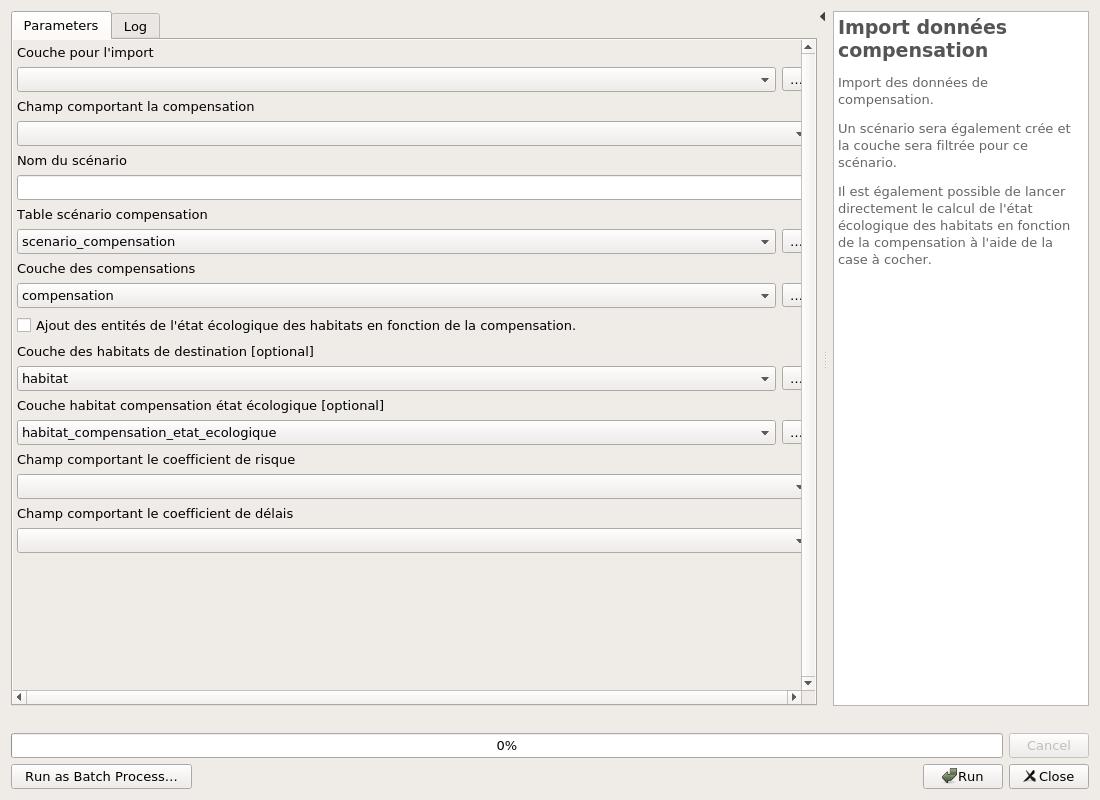 Parameters
Log
Couche pour l'import
...
Champ comportant la compensation
Nom du scénario
Table scénario compensation
scenario_compensation
...
Couche des compensations
compensation
...
Ajout des entités de l'état écologique des habitats en fonction de la compensation.
Couche des habitats de destination [optional]
habitat
...
Couche habitat compensation état écologique [optional]
habitat_compensation_etat_ecologique
...
Champ comportant le coefficient de risque
Champ comportant le coefficient de délais
Import données
compensation
Import des données de
compensation.
Un scénario sera également crée et
la couche sera filtrée pour ce
scénario.
Il est également possible de lancer
directement le calcul de l'état
écologique des habitats en fonction
de la compensation à l'aide de la
case à cocher.
0%
Cancel
Run as Batch Process...
Run
Close